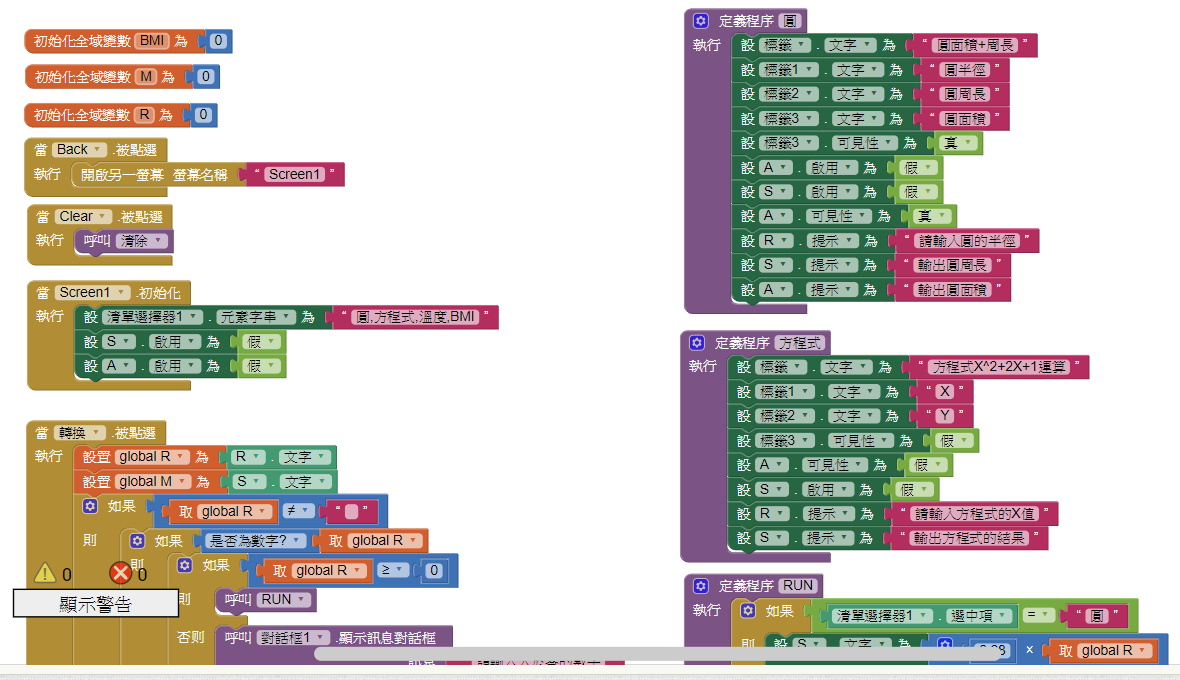 初始化全域變數 BMI 為 0
初始化全域變數 M 為 0
初始化全域變數 R 為 0
當 Back .被點選
執行 開啟另一螢幕 螢幕名稱 “ Screen1 ”
當 Clear .被點選
執行 呼叫 清除
當 Screen1 .初始化
執行 設 清單選擇器1 . 元素字串 為 “ 圓,方程式,溫度,BMI ”
設 S . 啟用 為 假
設 A . 啟用 為 假
當 轉換 .被點選
執行 設置 global R 為 R . 文字
設置 global M 為 S . 文字
如果 取 global R ≠ “ ”
則 如果 是否為數字? 取 global R
則 如果 取 global R ≥ 0
則 呼叫 RUN
否則 呼叫 對話框1 .顯示訊息對話框
0 0
顯示警告
定義程序 圓
執行 設 標籤 . 文字 為 “ 圓面積+周長 ”
設 標籤1 . 文字 為 “ 圓半徑 ”
設 標籤2 . 文字 為 “ 圓周長 ”
設 標籤3 . 文字 為 “ 圓面積 ”
設 標籤3 . 可見性 為 真
設 A . 啟用 為 假
設 S . 啟用 為 假
設 A . 可見性 為 真
設 R . 提示 為 “ 請輸入圓的半徑 ”
設 S . 提示 為 “ 輸出圓周長 ”
設 A . 提示 為 “ 輸出圓面積 ”
定義程序 方程式
執行 設 標籤 . 文字 為 “ 方程式X^2+2X+1運算 ”
設 標籤1 . 文字 為 “ X ”
設 標籤2 . 文字 為 “ Y ”
設 標籤3 . 可見性 為 假
設 A . 可見性 為 假
設 S . 啟用 為 假
設 R . 提示 為 “ 請輸入方程式的X值 ”
設 S . 提示 為 “ 輸出方程式的結果 ”
定義程序 RUN
執行 如果 清單選擇器1 . 選中項 = “ 圓 ”
則 設 S . 文字 為 × 取 global R